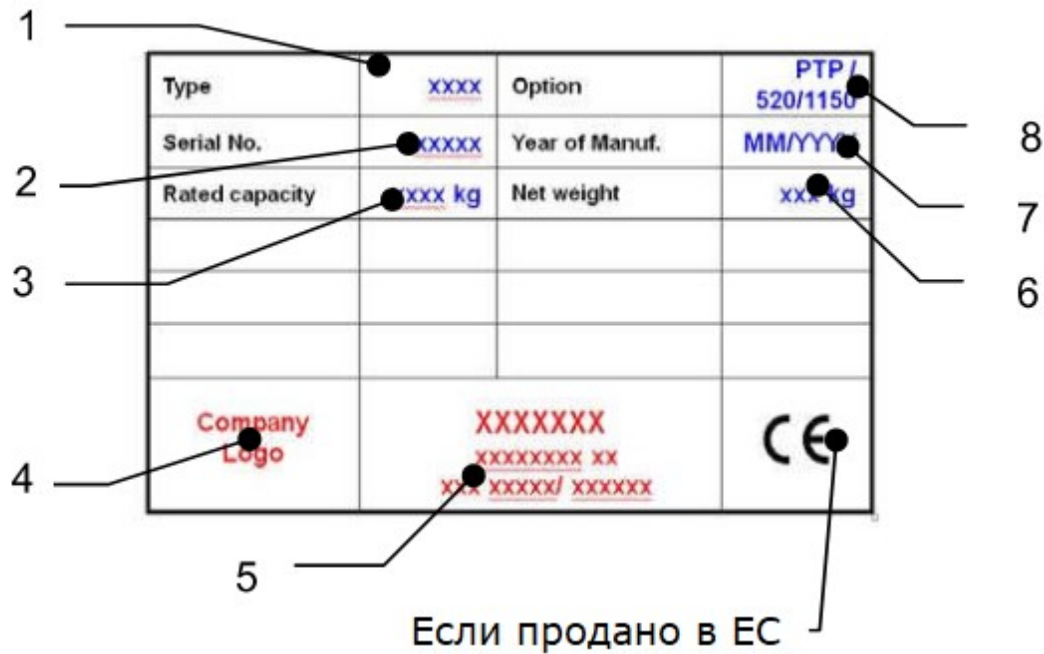 1
Type xxxx Option PTP /
520/1150
8
Serial No. xxxxx Year of Manuf. MM/YYYY
2
Rated capacity xxxx kg Net weight xxx kg
7
3
6
Company
Logo
XXXXXXX
xxxxxxxx xx
xxx xxxxx/ xxxxxx
CE
4
5
Если продано в ЕС